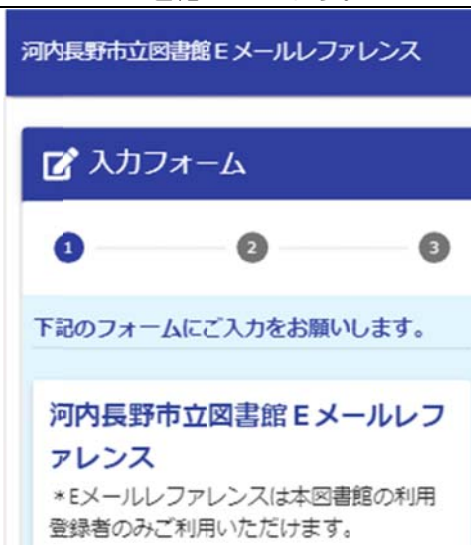 河内長野市立図書館Eメールレファレンス
入力フォーム
1 2 3
下記のフォームにご入力をお願いします。
河内長野市立図書館Eメールレフ
ァレンス
*Eメールレファレンスは本図書館の利用
登録者のみご利用いただけます。